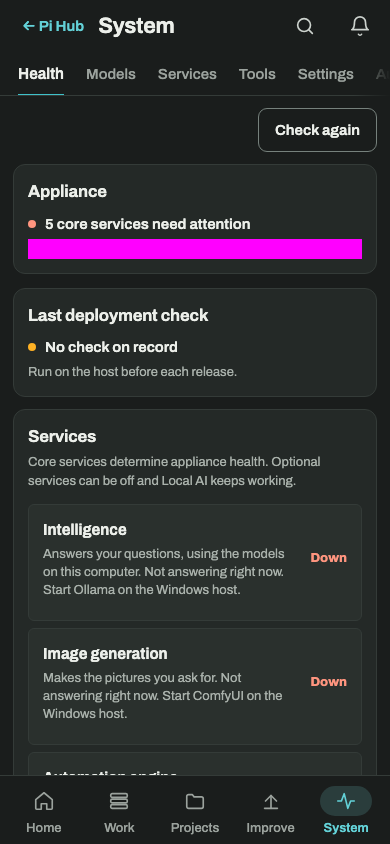 ← Pi Hub System
Health Models Services Tools Settings
Check again
Appliance
5 core services need attention
Last deployment check
No check on record
Run on the host before each release.
Services
Core services determine appliance health. Optional
services can be off and Local AI keeps working.
Intelligence
Answers your questions, using the models
on this computer. Not answering right now.
Start Ollama on the Windows host.
Down
Image generation
Makes the pictures you ask for. Not
answering right now. Start ComfyUI on the
Windows host.
Down
Home Work Projects Improve System